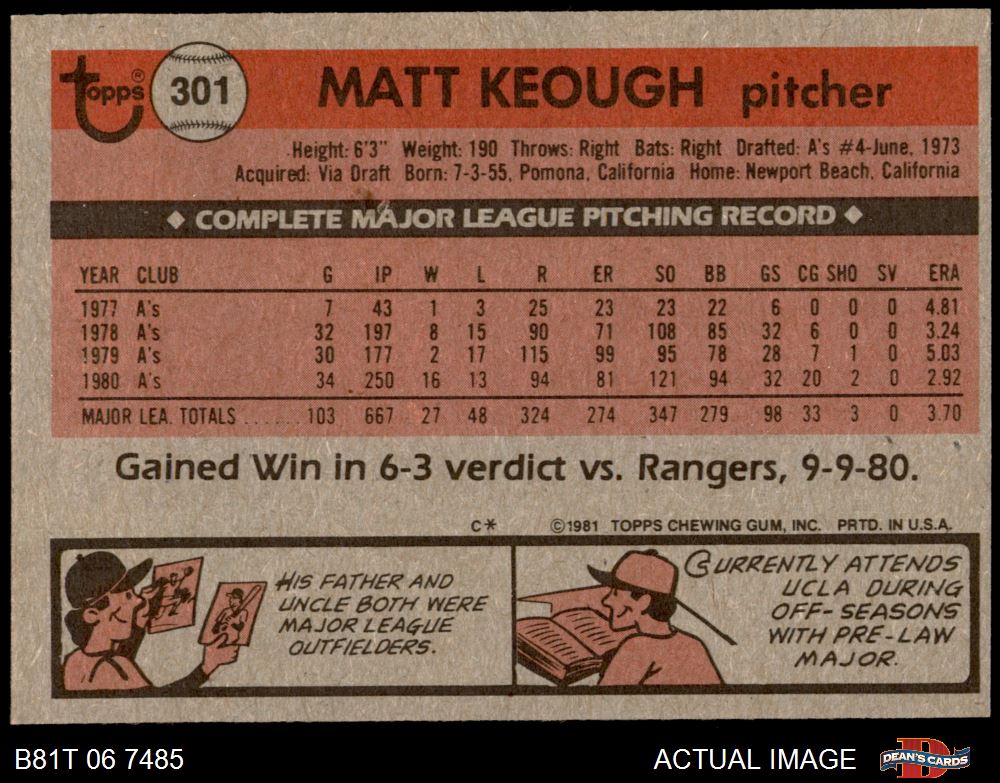 Topps® 301 MATT KEOUGH pitcher
Height: 6'3" Weight: 190 Throws: Right Bats: Right Drafted: A's #4-June, 1973
Acquired: Via Draft Born: 7-3-55, Pomona, California Home: Newport Beach, California
◆ COMPLETE MAJOR LEAGUE PITCHING RECORD ◆
YEAR CLUB G IP W L R ER SO BB GS CG SHO SV ERA
1977 A's 7 43 1 3 25 23 23 22 6 0 0 0 4.81
1978 A's 32 197 8 15 90 71 108 85 32 6 0 0 3.24
1979 A's 30 177 2 17 115 99 95 78 28 7 1 0 5.03
1980 A's 34 250 16 13 94 81 121 94 32 20 2 0 2.92
MAJOR LEA. TOTALS ...... 103 667 27 48 324 274 347 279 98 33 3 0 3.70
Gained Win in 6-3 verdict vs. Rangers, 9-9-80.
C* ©1981 TOPPS CHEWING GUM, INC. PRTD. IN U.S.A.
HIS FATHER AND
UNCLE BOTH WERE
MAJOR LEAGUE
OUTFIELDERS.
CURRENTLY ATTENDS
UCLA DURING
OFF-SEASONS
WITH PRE-LAW
MAJOR.
B81T 06 7485 ACTUAL IMAGE DEAN'S CARDS